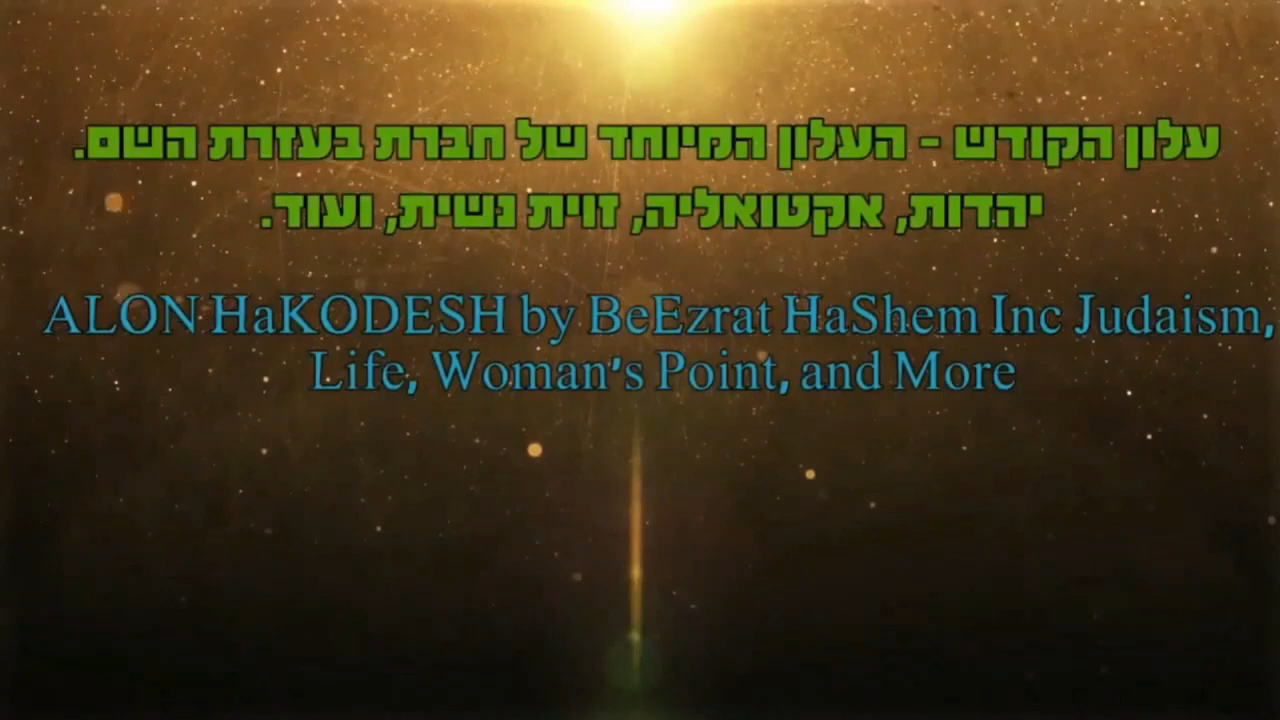 עלון הקודש - העלון המיוחד של חברת בעזרת השם.
יהדות, אקטואליה, זוית נשית, ועוד.
ALON HaKODESH by BeEzrat HaShem Inc Judaism,
Life, Woman's Point, and More